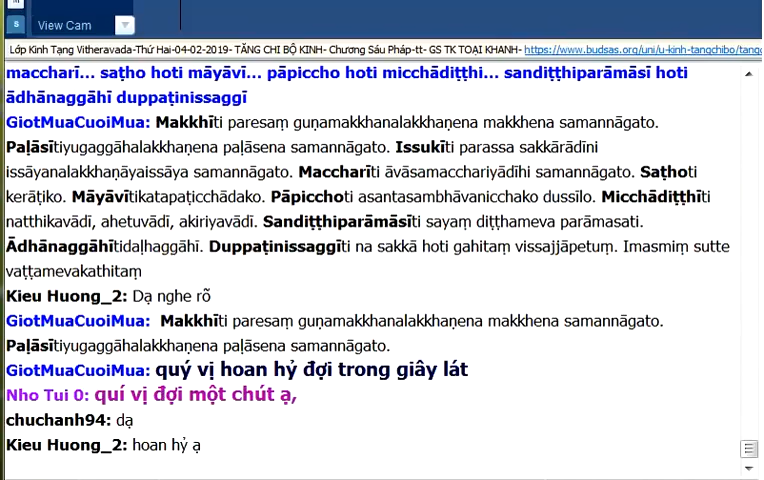 View Cam
Lớp Kinh Tạng Vitheravada-Thứ Hai-04-02-2019- TĂNG CHI BỘ KINH- Chương Sáu Pháp-tt- GS TK TOẠI KHANH- https://www.budsas.org/uni/u-kinh-tangchibo/tangc
maccharī... saṭho hoti māyāvī... pāpiccho hoti micchādiṭṭhi... sandiṭṭhiparāmāsī hoti
ādhānaggāhī duppaṭinissaggī
GiotMuaCuoiMua: Makkhīti paresaṃ guṇamakkhanalakkhaṇena makkhena samannāgato.
Paḷāsītiyugaggāhalakkhaṇena paḷāsena samannāgato. Issukīti parassa sakkārādīni
issāyanalakkhaṇāyaissāya samannāgato. Maccharīti āvāsamacchariyādīhi samannāgato. Saṭhoti
kerāṭiko. Māyāvītikatapaṭicchādako. Pāpicchoti asantasambhāvanicchako dussīlo. Micchādiṭṭhīti
natthikavādī, ahetuvādī, akiriyavādī. Sandiṭṭhiparāmāsīti sayaṃ diṭṭhameva parāmasati.
Ādhānaggāhītidaḷhaggāhī. Duppaṭinissaggīti na sakkā hoti gahitaṃ vissajjāpetuṃ. Imasmiṃ sutte
vaṭṭamevakathitaṃ
Kieu Huong_2: Dạ nghe rõ
GiotMuaCuoiMua: Makkhīti paresaṃ guṇamakkhanalakkhaṇena makkhena samannāgato.
Paḷāsītiyugaggāhalakkhaṇena paḷāsena samannāgato.
GiotMuaCuoiMua: quý vị hoan hỷ đợi trong giây lát
Nho Tui 0: quí vị đợi một chút ạ,
chuchanh94: dạ
Kieu Huong_2: hoan hỷ ạ